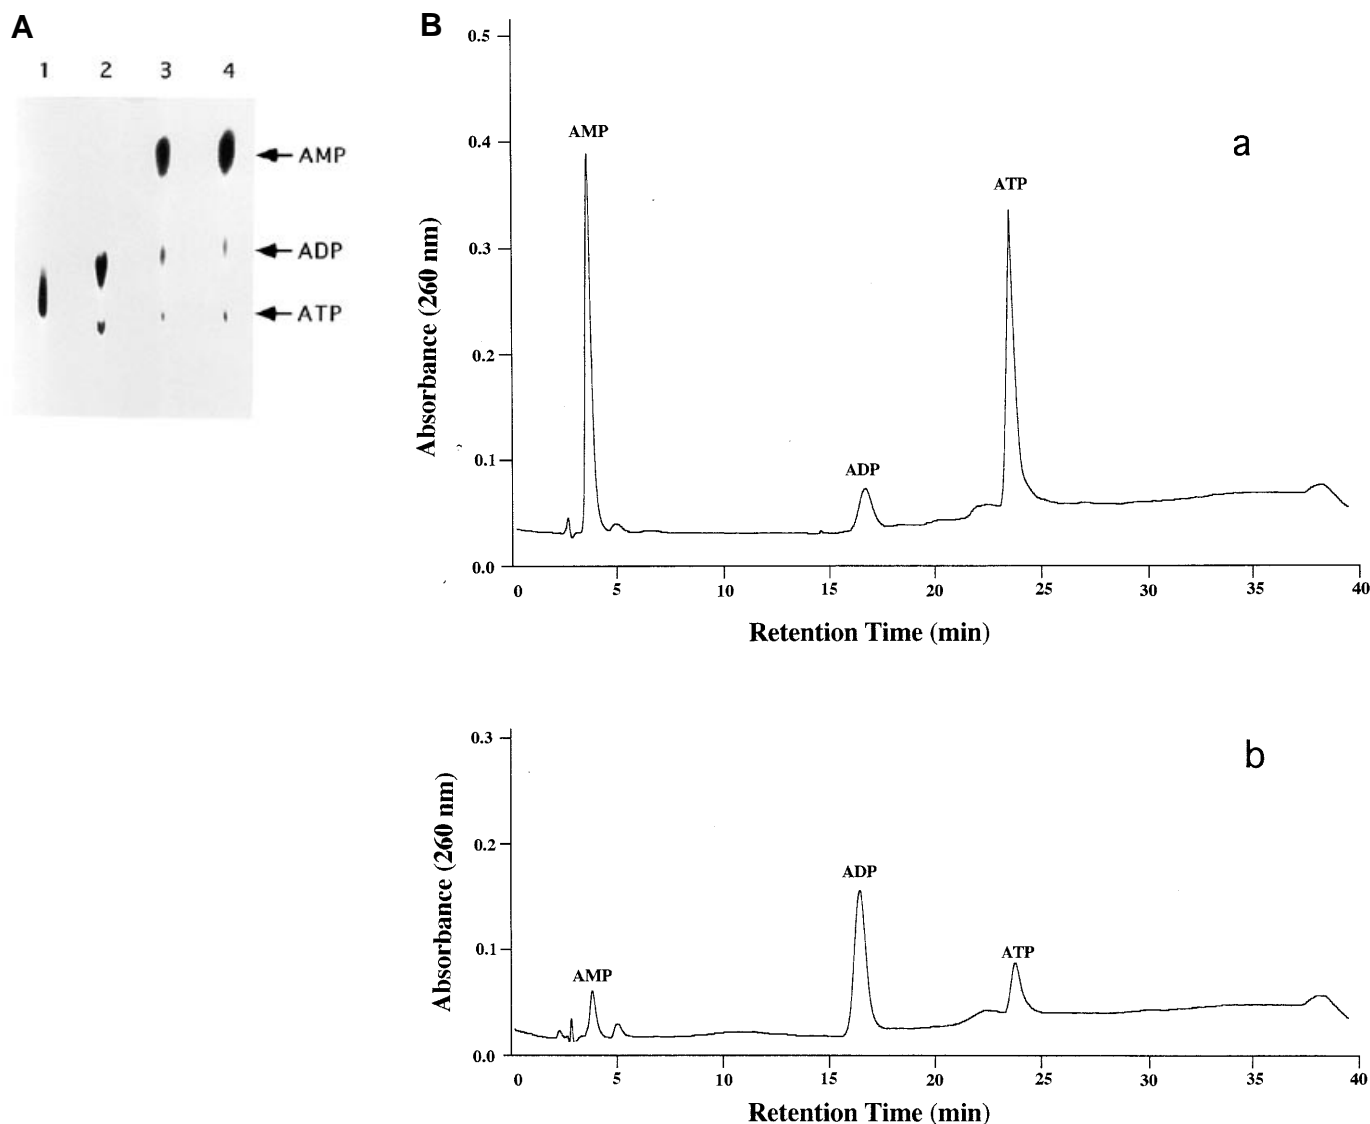 A
1 2 3 4
AMP
ADP
ATP
B
a
Absorbance (260 nm)
0.5
0.4
0.3
0.2
0.1
0.0
AMP
ADP
ATP
0 5 10 15 20 25 30 35 40
Retention Time (min)
b
Absorbance (260 nm)
0.3
0.2
0.1
0.0
AMP
ADP
ATP
0 5 10 15 20 25 30 35 40
Retention Time (min)